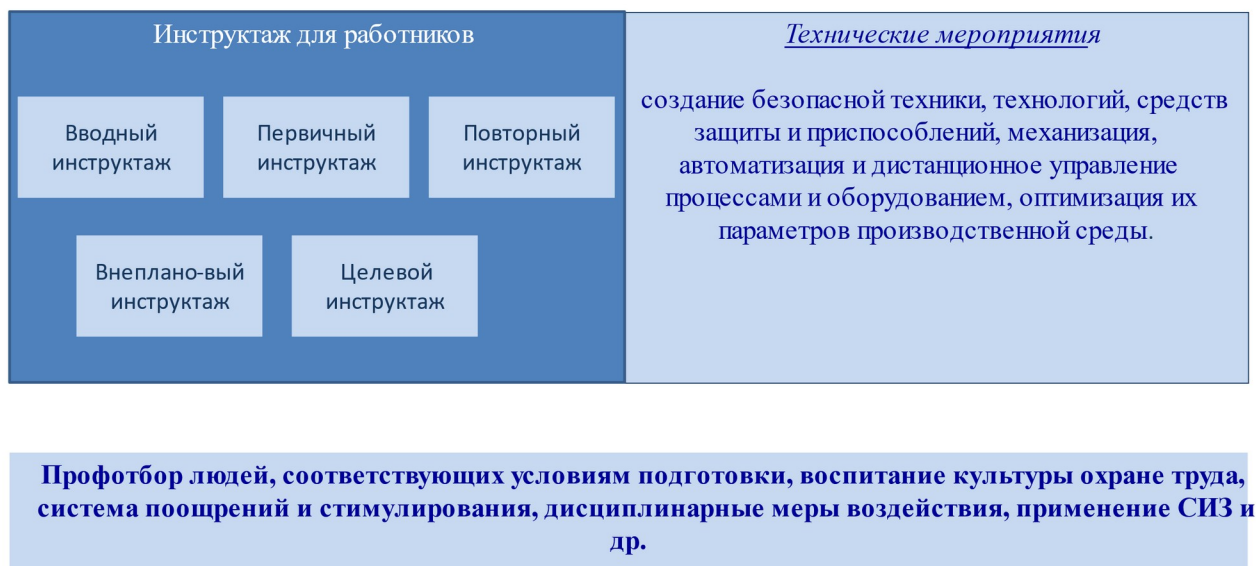 Инструктаж для работников
Вводный
инструктаж
Первичный
инструктаж
Повторный
инструктаж
Внеплано-вый
инструктаж
Целевой
инструктаж
Технические мероприятия
создание безопасной техники, технологий, средств
защиты и приспособлений, механизация,
автоматизация и дистанционное управление
процессами и оборудованием, оптимизация их
параметров производственной среды.
Профотбор людей, соответствующих условиям подготовки, воспитание культуры охране труда,
система поощрений и стимулирования, дисциплинарные меры воздействия, применение СИЗ и
др.